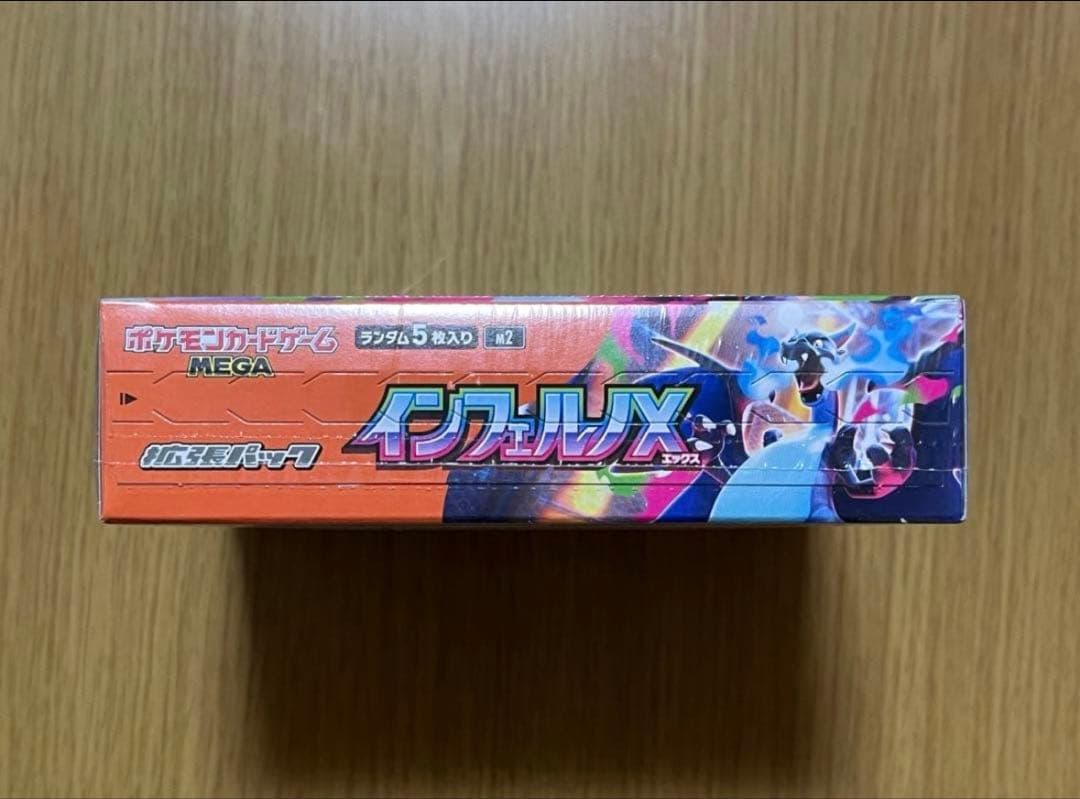 ポケモンカードゲーム
MEGA
ランダム5枚入り
M2
拡張パック
インフェルノX
エックス